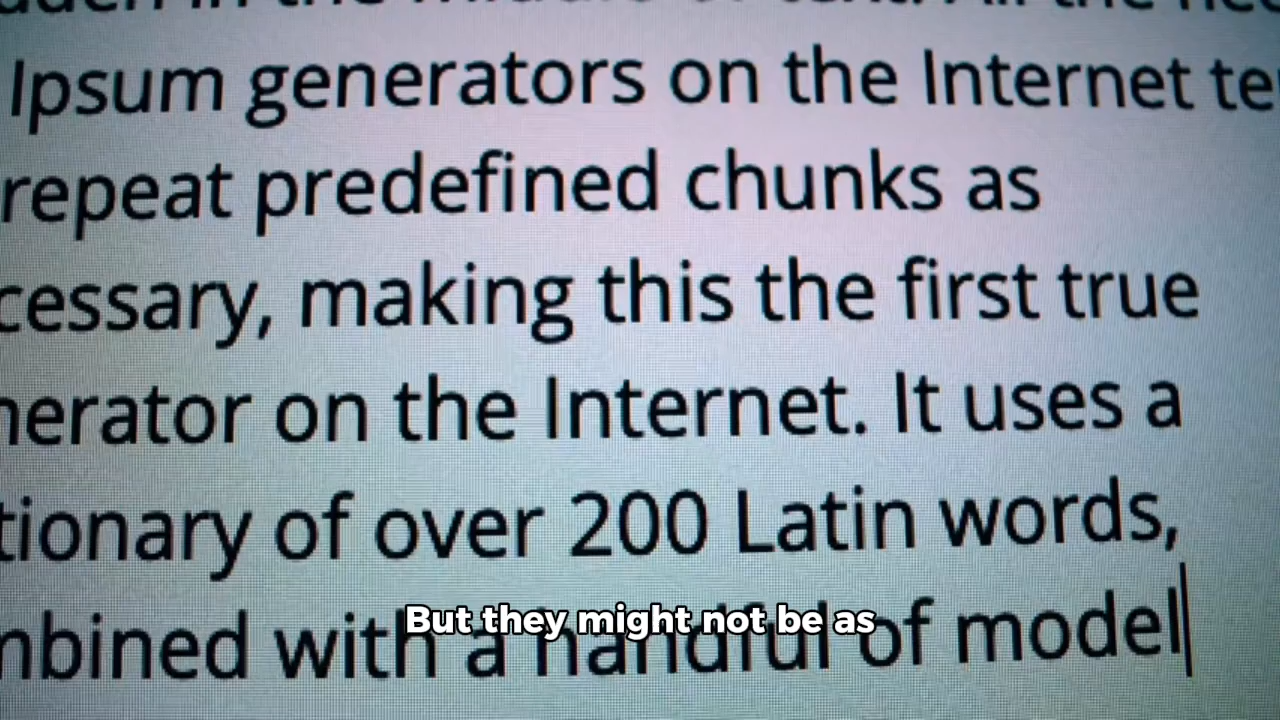 Ipsum generators on the Internet te
repeat predefined chunks as
cessary, making this the first true
nerator on the Internet. It uses a
tionary of over 200 Latin words,
nbined with a handful of model
But they might not be as